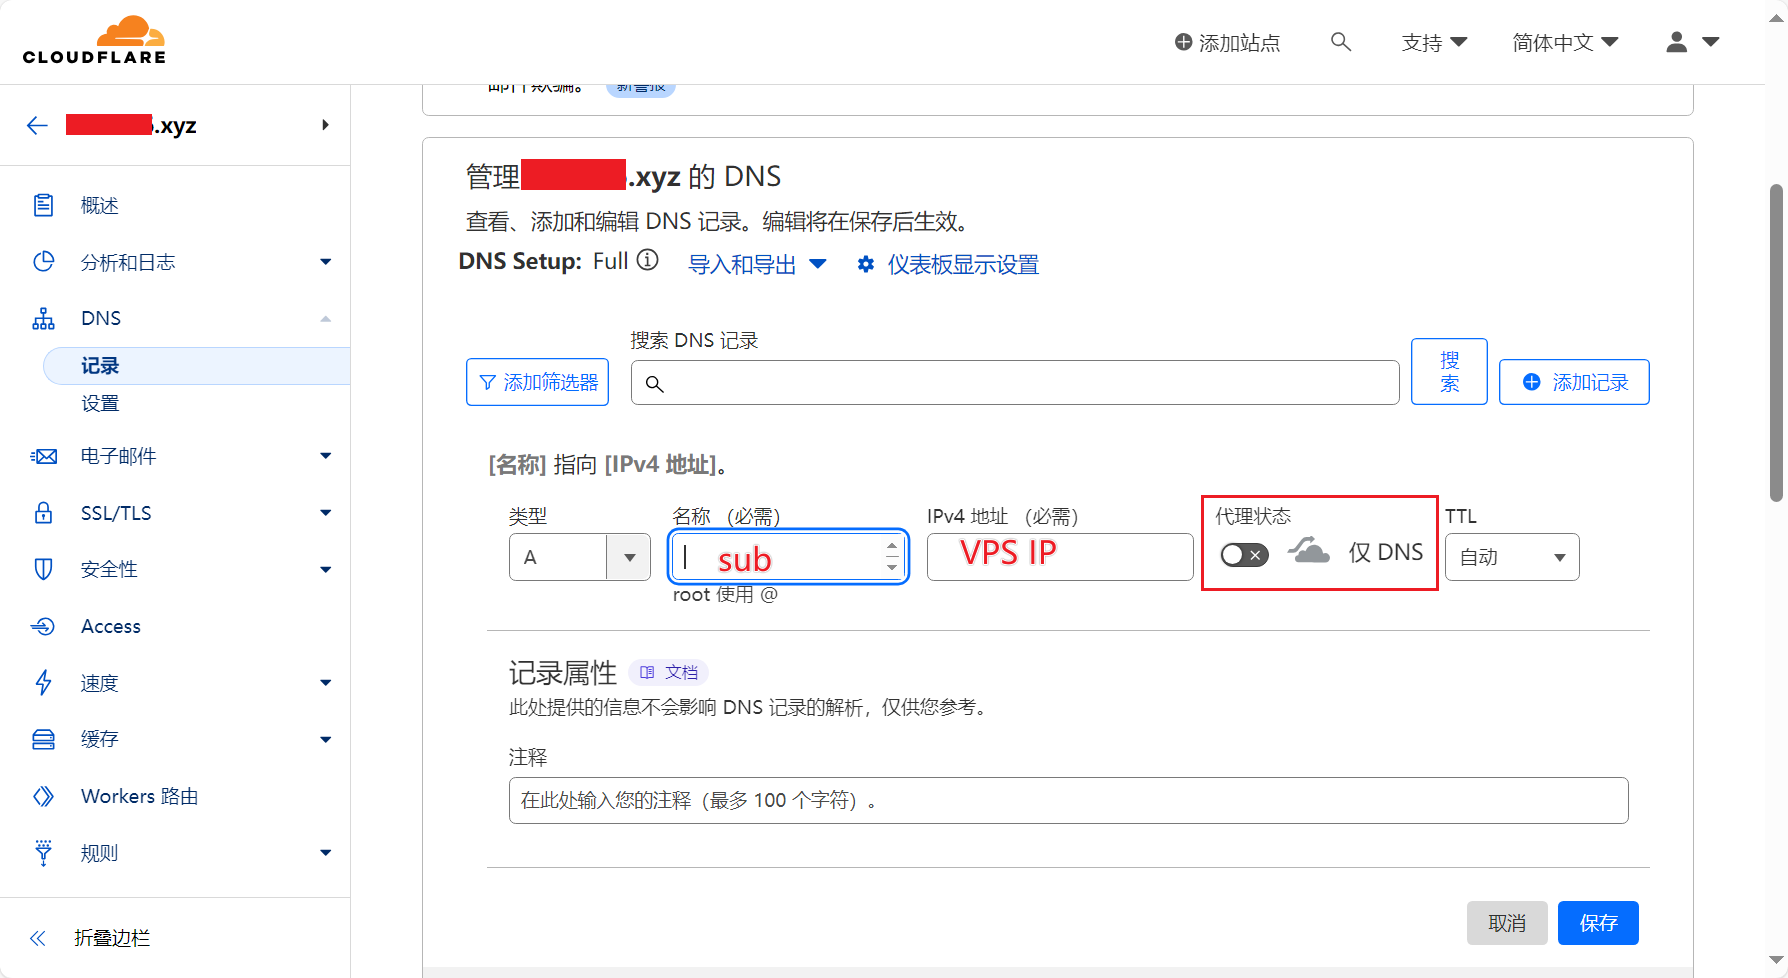 CLOUDFLARE
添加站点
支持
简体中文
.xyz
概述
分析和日志
DNS
记录
设置
电子邮件
SSL/TLS
安全性
Access
速度
缓存
Workers 路由
规则
折叠边栏
邮件欺骗。 新警报
管理 .xyz 的 DNS
查看、添加和编辑 DNS 记录。编辑将在保存后生效。
DNS Setup: Full 导入和导出 仪表板显示设置
搜索 DNS 记录
添加筛选器
搜
索
添加记录
[名称] 指向 [IPv4 地址]。
类型 名称 （必需） IPv4 地址 （必需） 代理状态 TTL
A sub VPS IP 仅 DNS 自动
root 使用 @
记录属性 文档
此处提供的信息不会影响 DNS 记录的解析，仅供您参考。
注释
在此处输入您的注释（最多 100 个字符）。
取消 保存